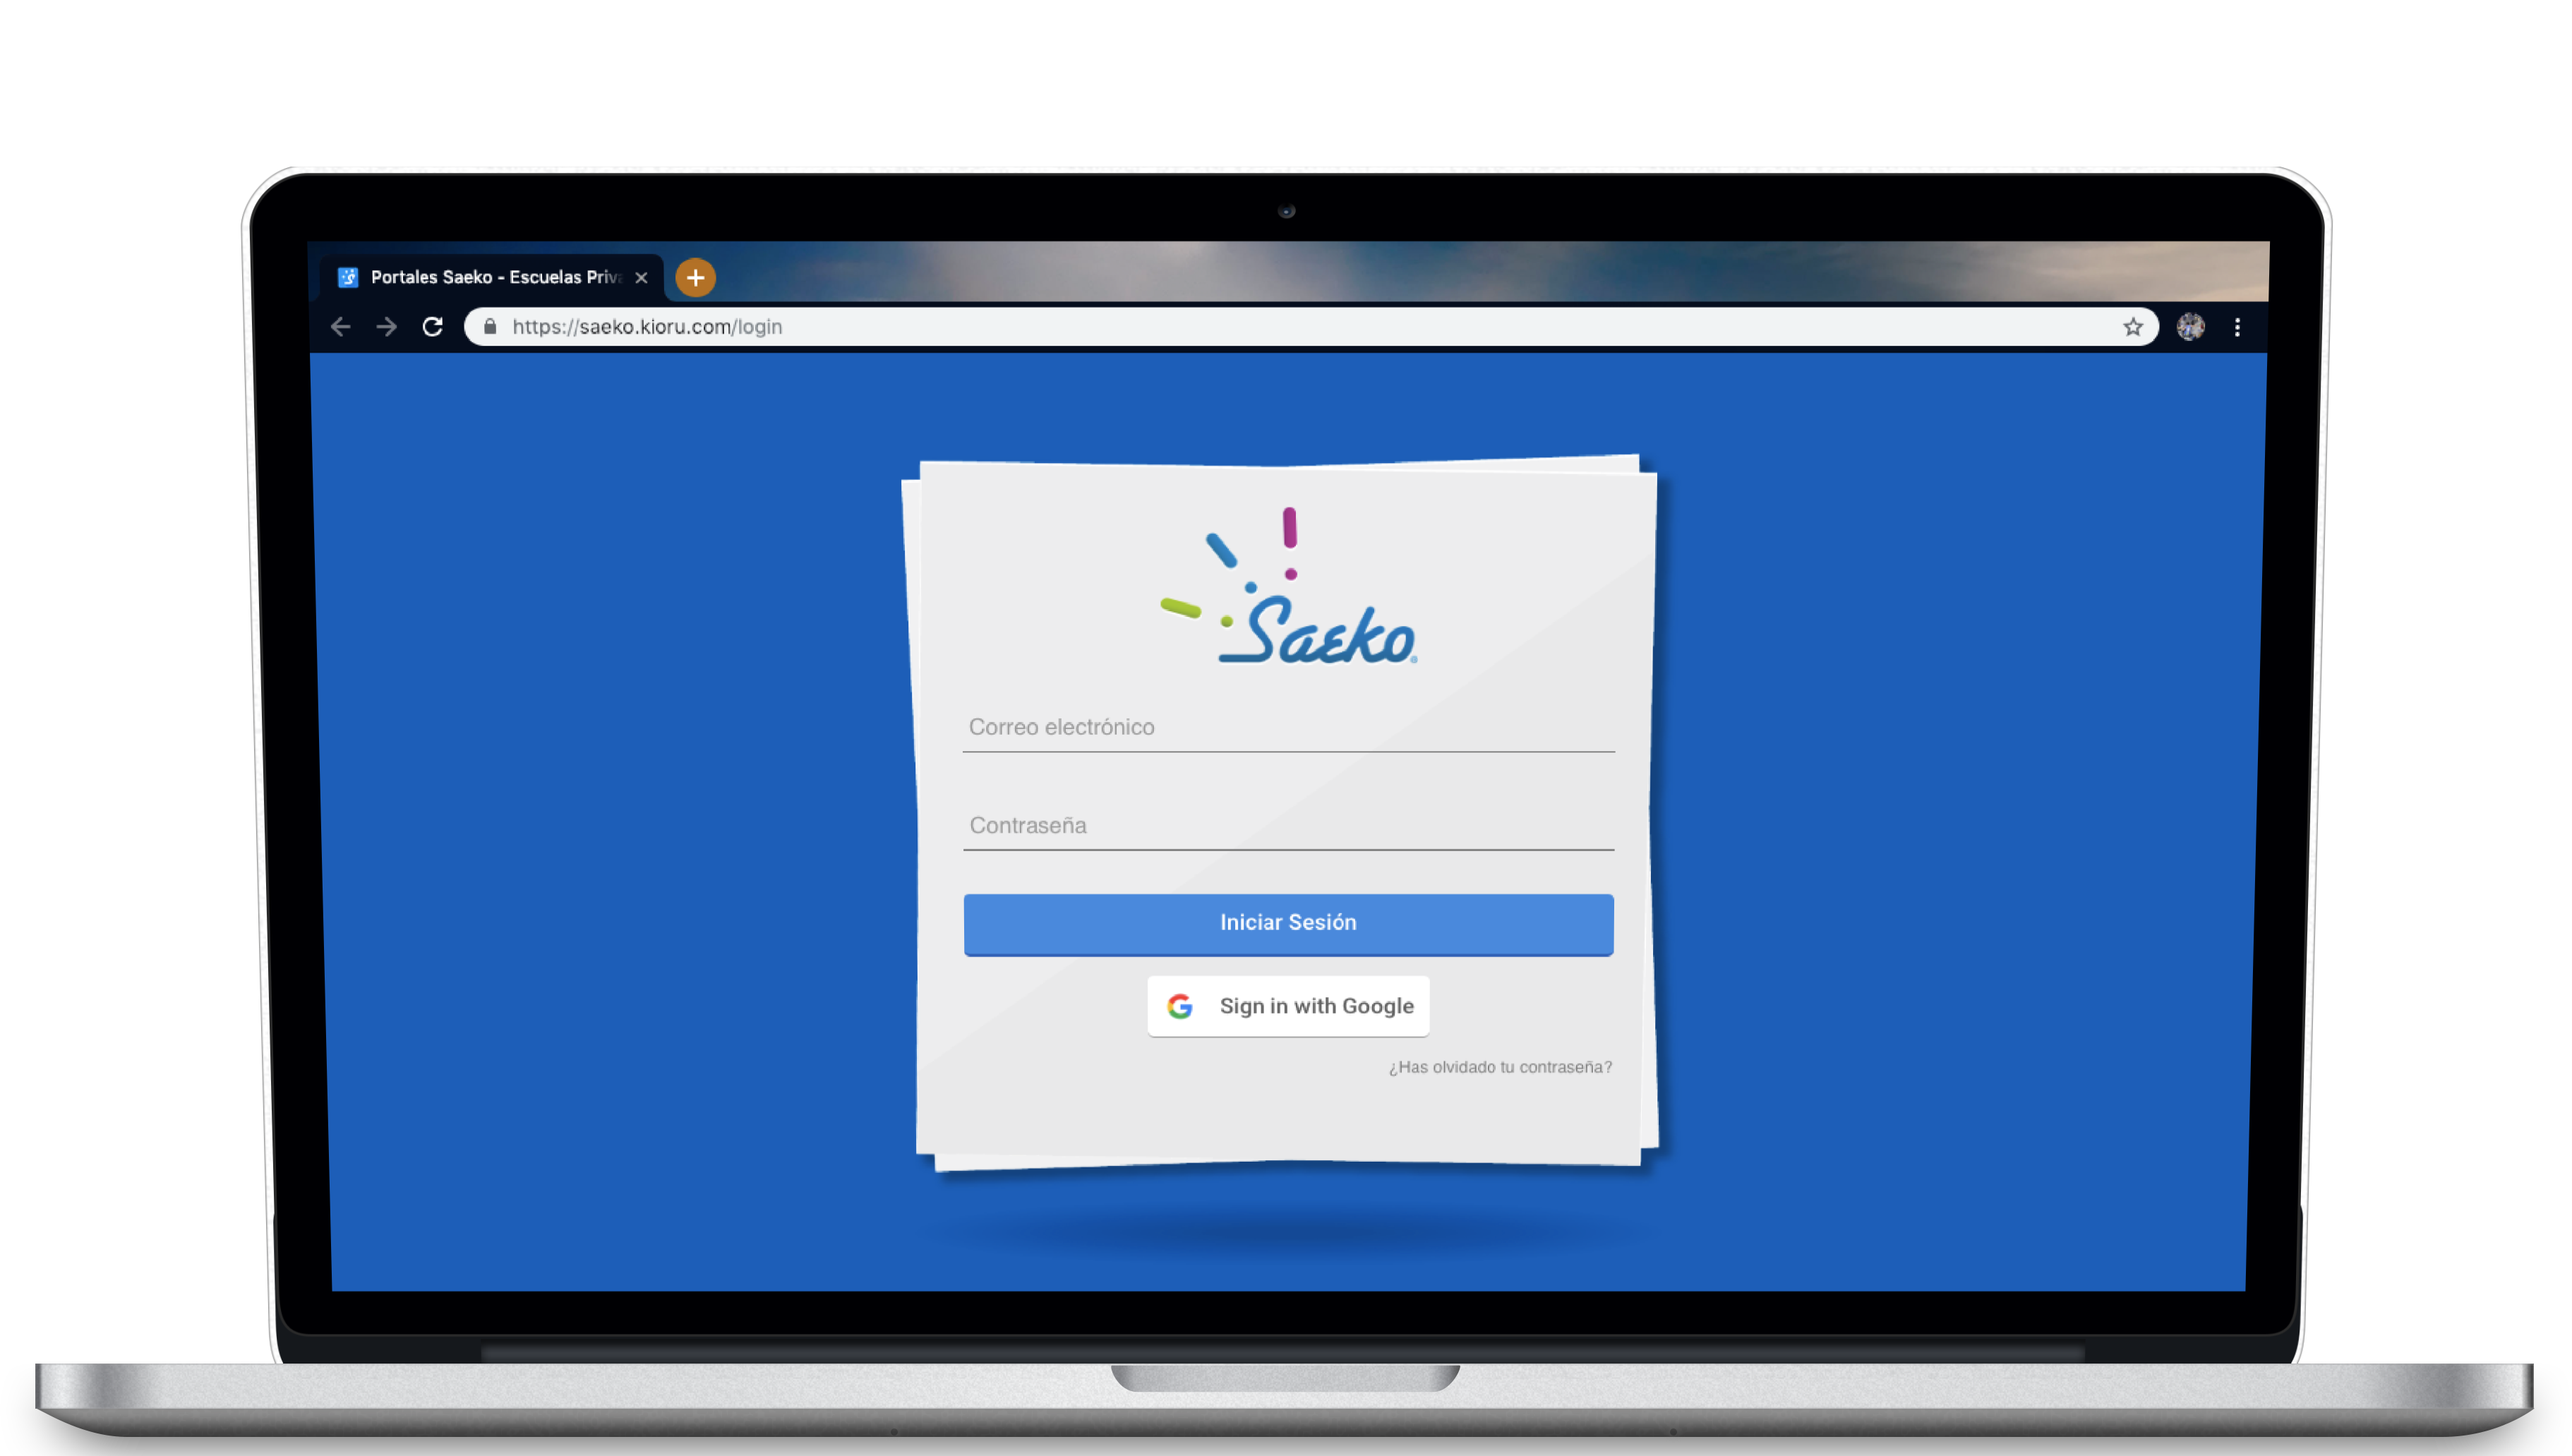 Portales Saeko - Escuelas Priv
https://saeko.kioru.com/login
Saeko
Correo electrónico
Contraseña
Iniciar Sesión
Sign in with Google
¿Has olvidado tu contraseña?